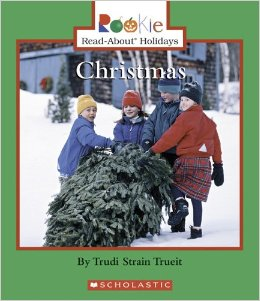 Rookie
Read-About® Holidays
Christmas
By Trudi Strain Trueit
SCHOLASTIC